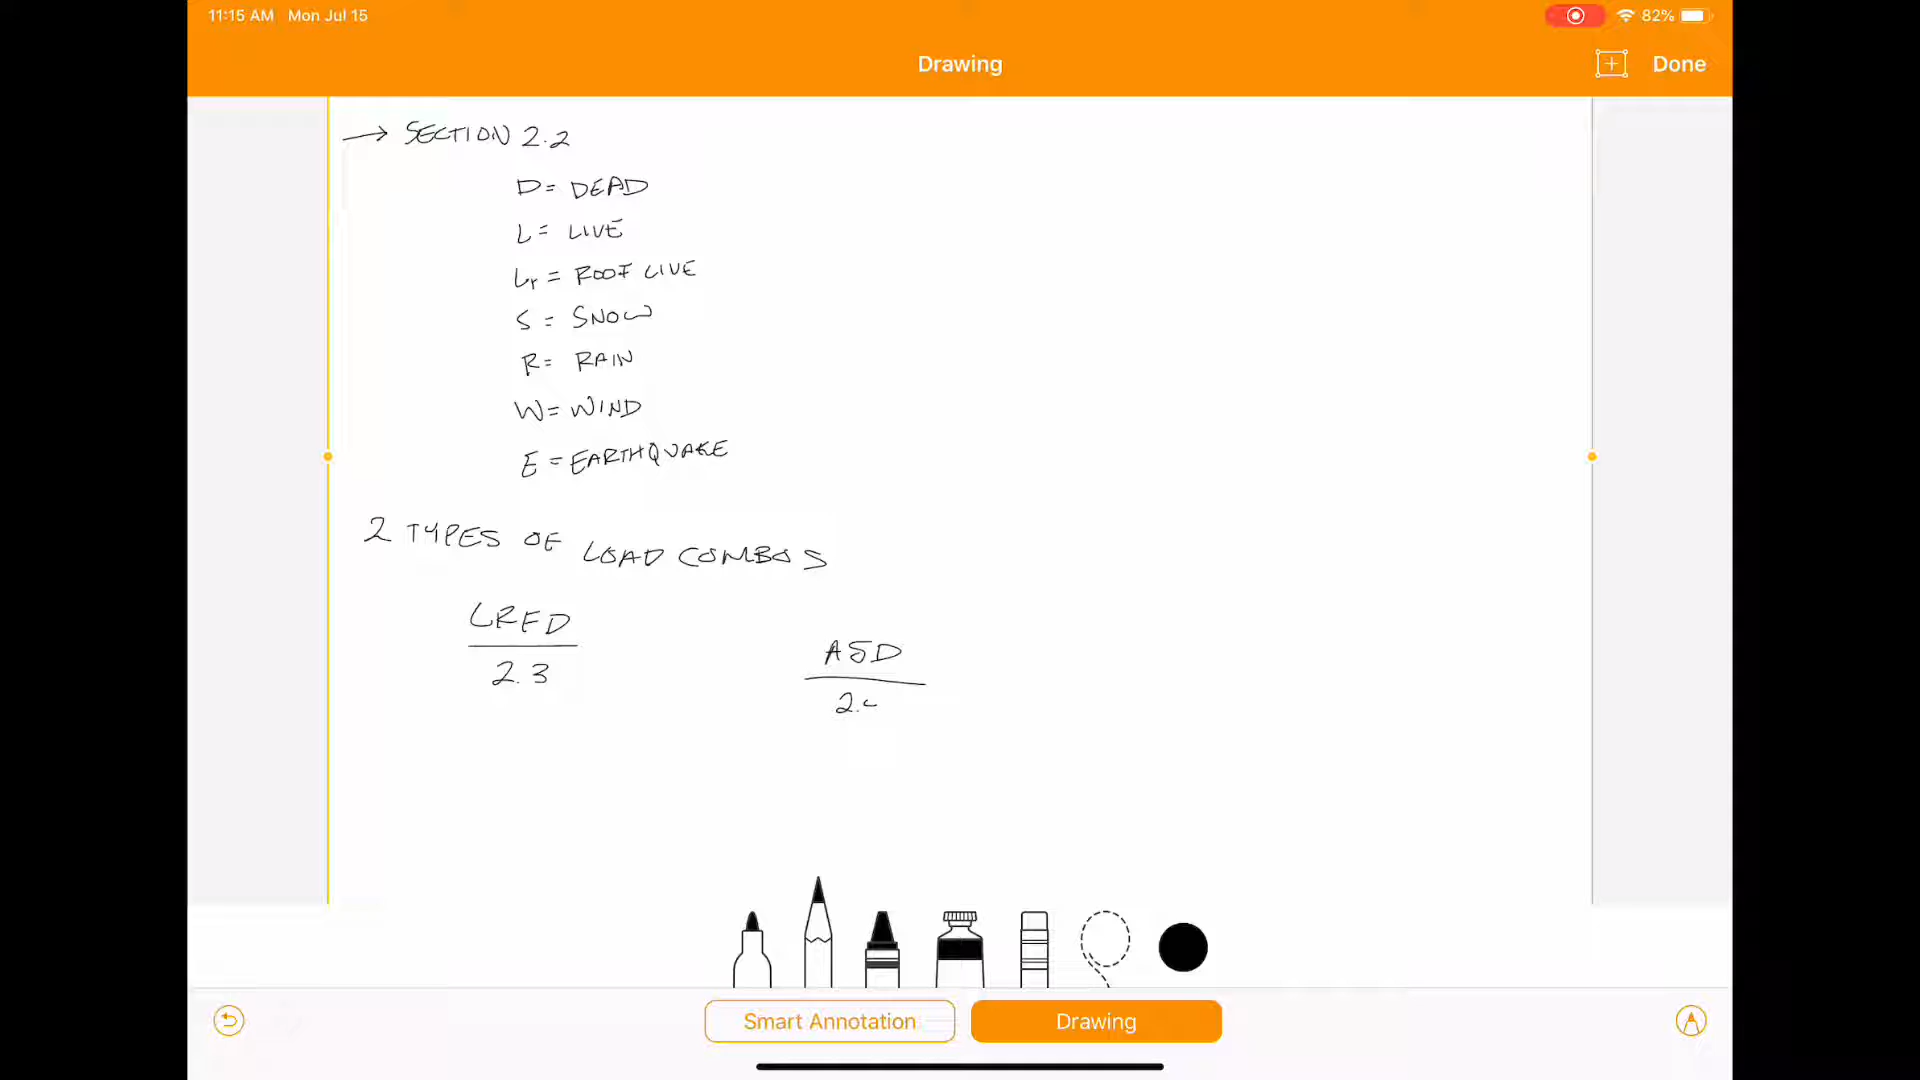 11:15 AM Mon Jul 15
82%
Drawing
Done
→ SECTION 2.2
D = DEAD
L = LIVE
Lr = ROOF LIVE
S = SNOW
R = RAIN
W = WIND
E = EARTHQUAKE
2 TYPES OF LOAD COMBOS
LRFD
2.3
ASD
2.
Smart Annotation
Drawing